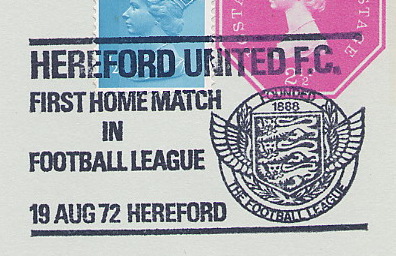 HEREFORD UNITED F.C.
FIRST HOME MATCH
IN
FOOTBALL LEAGUE
19 AUG 72 HEREFORD
FOUNDED
1888
THE FOOTBALL LEAGUE
POSTAGE
2½